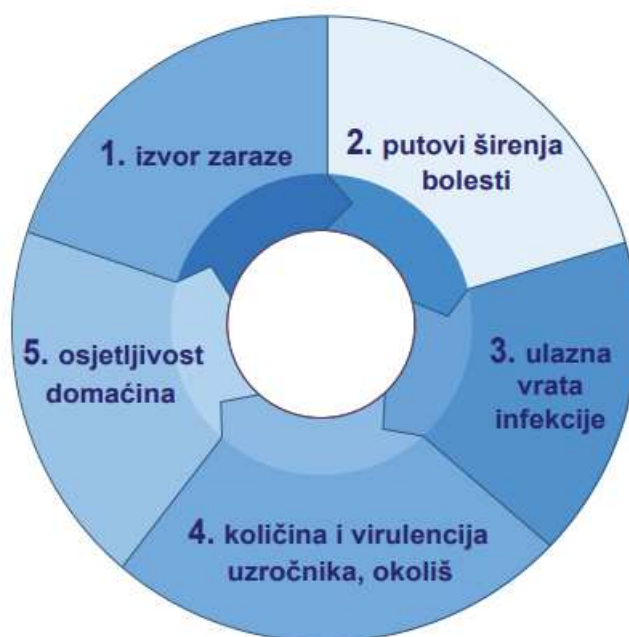 1. izvor zaraze
2. putovi širenja
bolesti
3. ulazna
vrata
infekcije
4. količina i virulencija
uzročnika, okoliš
5. osjetljivost
domaćina